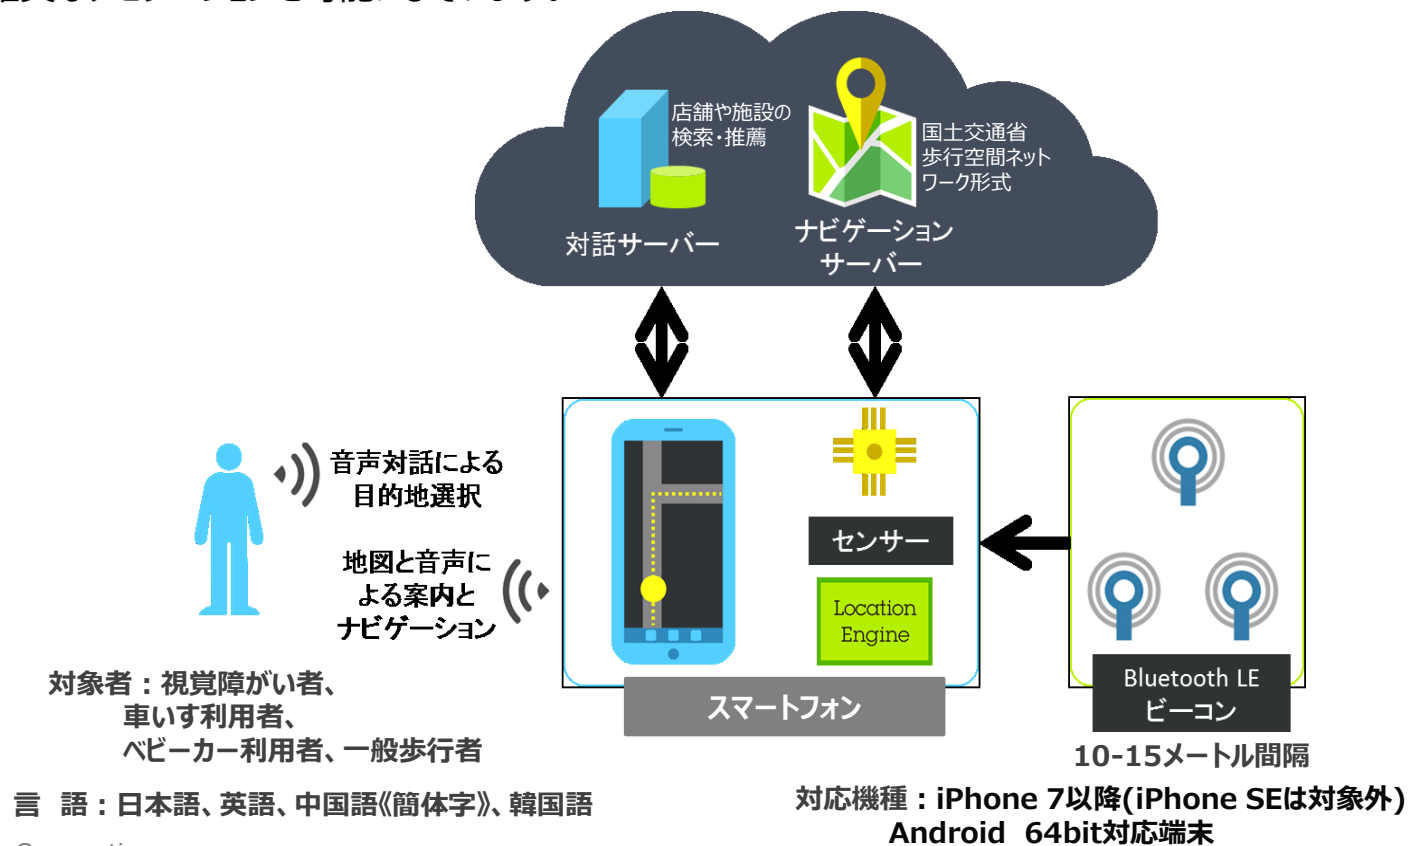 店舗や施設の
検索・推薦
国土交通省
歩行空間ネット
ワーク形式
対話サーバー
ナビゲーション
サーバー
音声対話による
目的地選択
地図と音声に
よる案内と
ナビゲーション
センサー
Location
Engine
スマートフォン
Bluetooth LE
ビーコン
10-15メートル間隔
対象者：視覚障がい者、
車いす利用者、
ベビーカー利用者、一般歩行者
言 語：日本語、英語、中国語《簡体字》、韓国語
対応機種：iPhone 7以降(iPhone SEは対象外)
Android 64bit対応端末